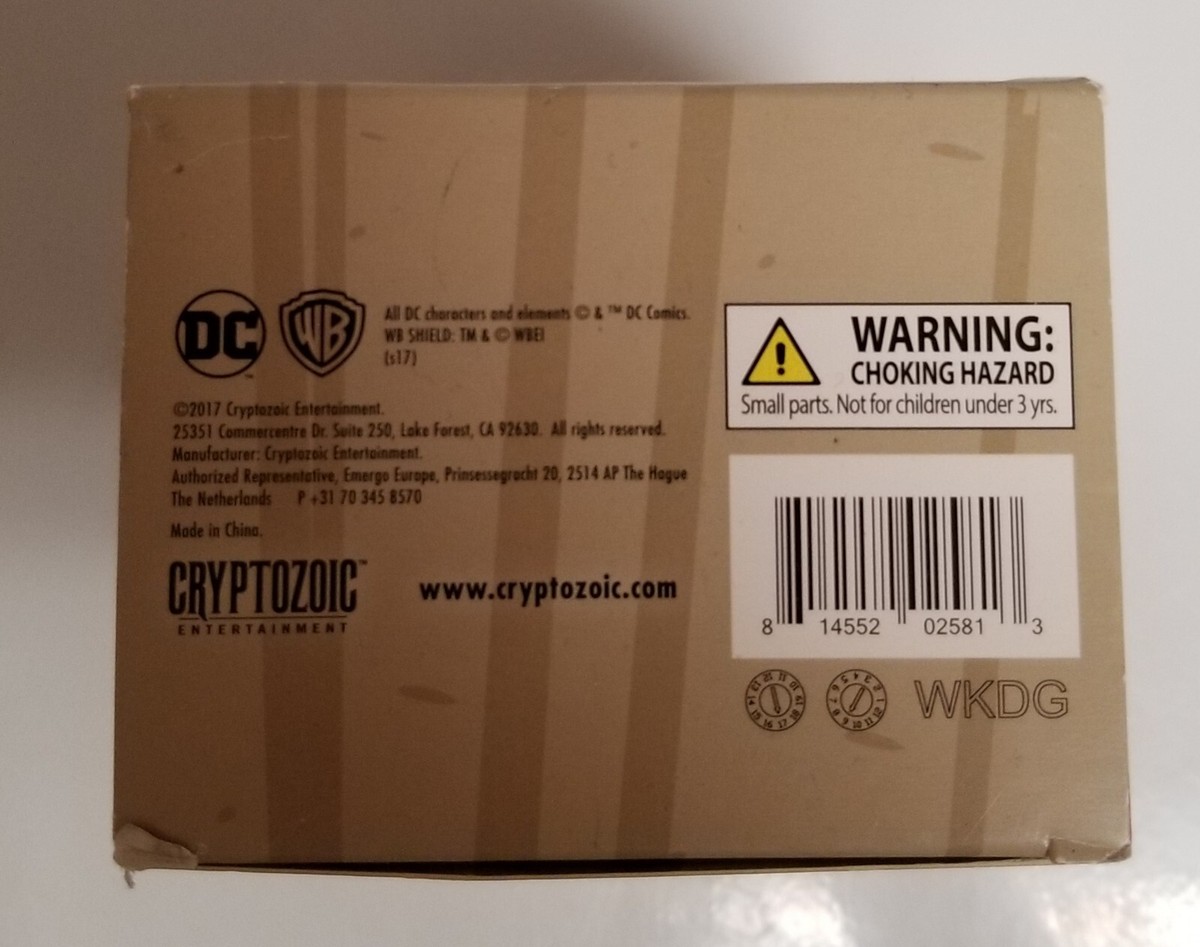 DC™
WB
All DC characters and elements © & ™ DC Comics.
WB SHIELD: TM & © WBEI
(s17)
©2017 Cryptozoic Entertainment.
25351 Commercentre Dr. Suite 250, Lake Forest, CA 92630. All rights reserved.
Manufacturer: Cryptozoic Entertainment.
Authorized Representative, Emergo Europe, Prinsessegracht 20, 2514 AP The Hague
The Netherlands P +31 70 345 8570
Made in China.
CRYPTOZOIC™
ENTERTAINMENT
www.cryptozoic.com
WARNING:
CHOKING HAZARD
Small parts. Not for children under 3 yrs.
8 14552 02581 3
WKDG